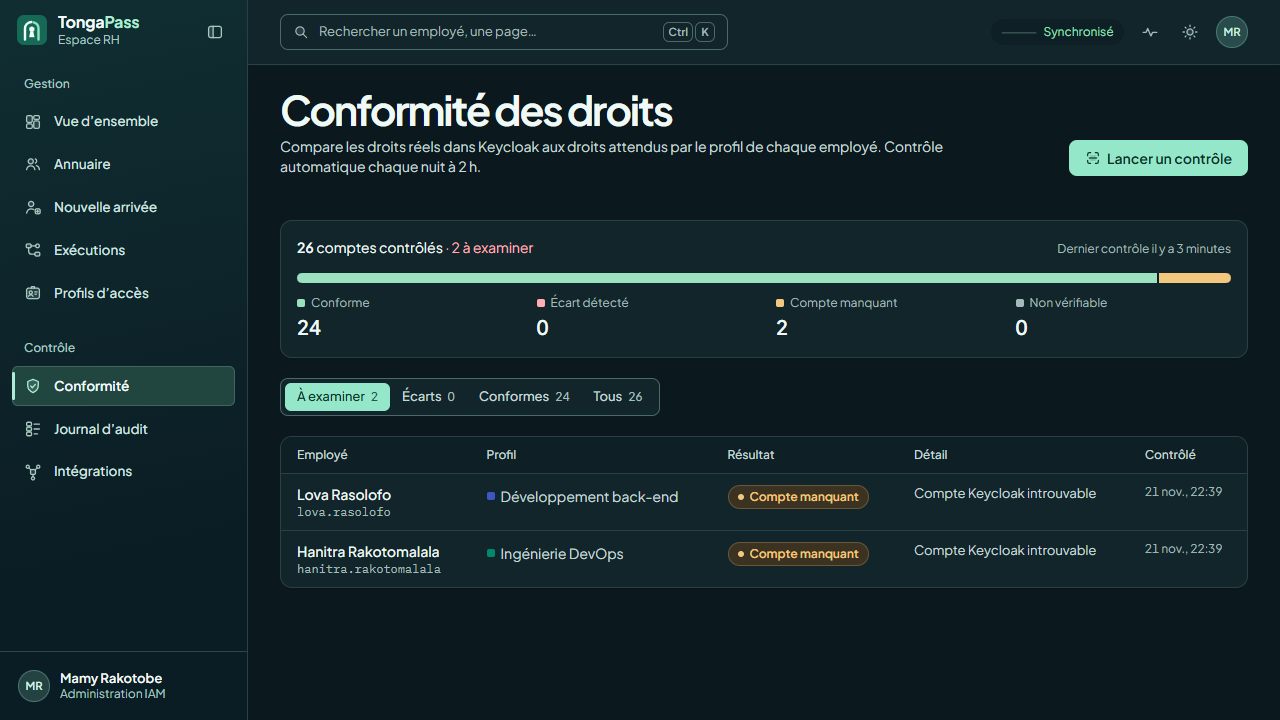 TongaPass
Espace RH
Gestion
Vue d’ensemble
Annuaire
Nouvelle arrivée
Exécutions
Profils d’accès
Contrôle
Conformité
Journal d’audit
Intégrations
MR
Mamy Rakotobe
Administration IAM
Rechercher un employé, une page…
Ctrl K
Synchronisé
MR
Conformité des droits
Compare les droits réels dans Keycloak aux droits attendus par le profil de chaque employé. Contrôle
automatique chaque nuit à 2 h.
Lancer un contrôle
26 comptes contrôlés · 2 à examiner
Dernier contrôle il y a 3 minutes
Conforme
24
Écart détecté
0
Compte manquant
2
Non vérifiable
0
À examiner 2
Écarts 0
Conformes 24
Tous 26
Employé Profil Résultat Détail Contrôlé
Lova Rasolofo
lova.rasolofo
Développement back-end
Compte manquant
Compte Keycloak introuvable
21 nov., 22:39
Hanitra Rakotomalala
hanitra.rakotomalala
Ingénierie DevOps
Compte manquant
Compte Keycloak introuvable
21 nov., 22:39